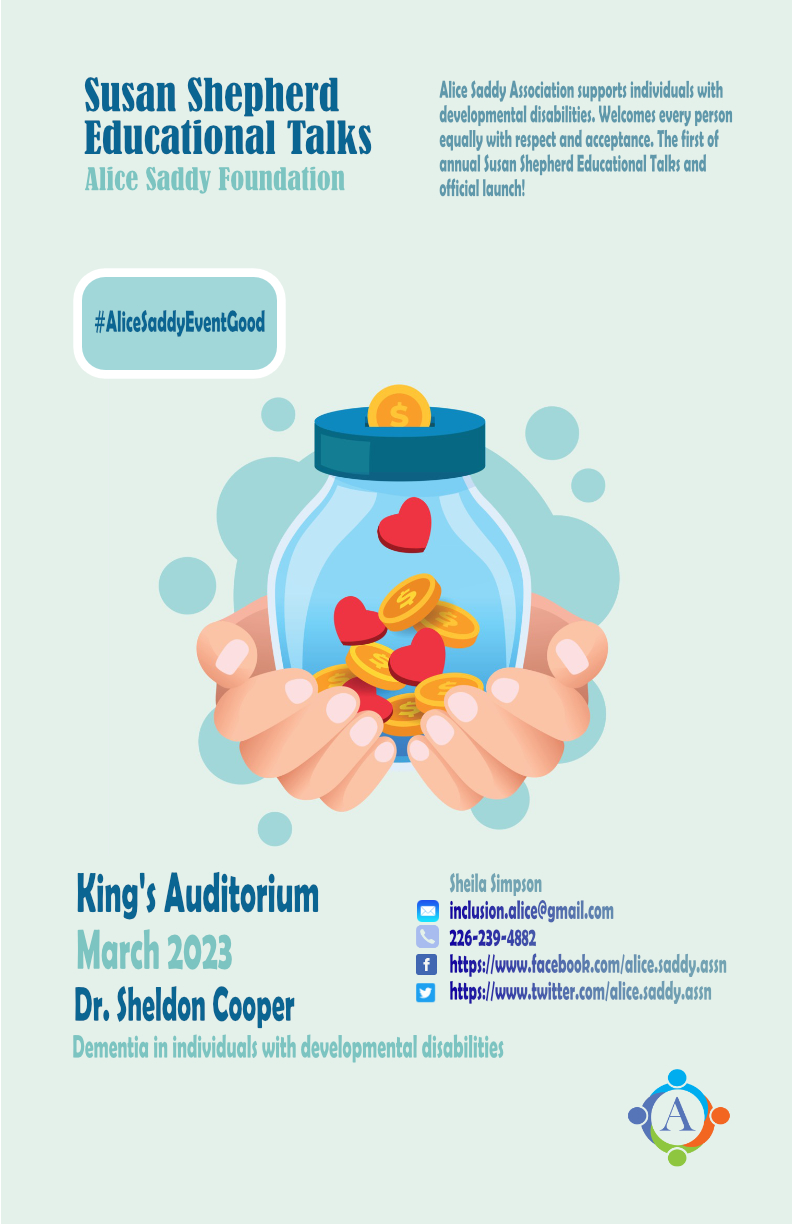 Susan Shepherd
Educational Talks
Alice Saddy Foundation
Alice Saddy Association supports individuals with
developmental disabilities. Welcomes every person
equally with respect and acceptance. The first of
annual Susan Shepherd Educational Talks and
official launch!
#AliceSaddyEventGood
$
$
$
$
$
$
$
King's Auditorium
March 2023
Dr. Sheldon Cooper
Dementia in individuals with developmental disabilities
Sheila Simpson
inclusion.alice@gmail.com
226-239-4882
f
https://www.facebook.com/alice.saddy.assn
https://www.twitter.com/alice.saddy.assn
A